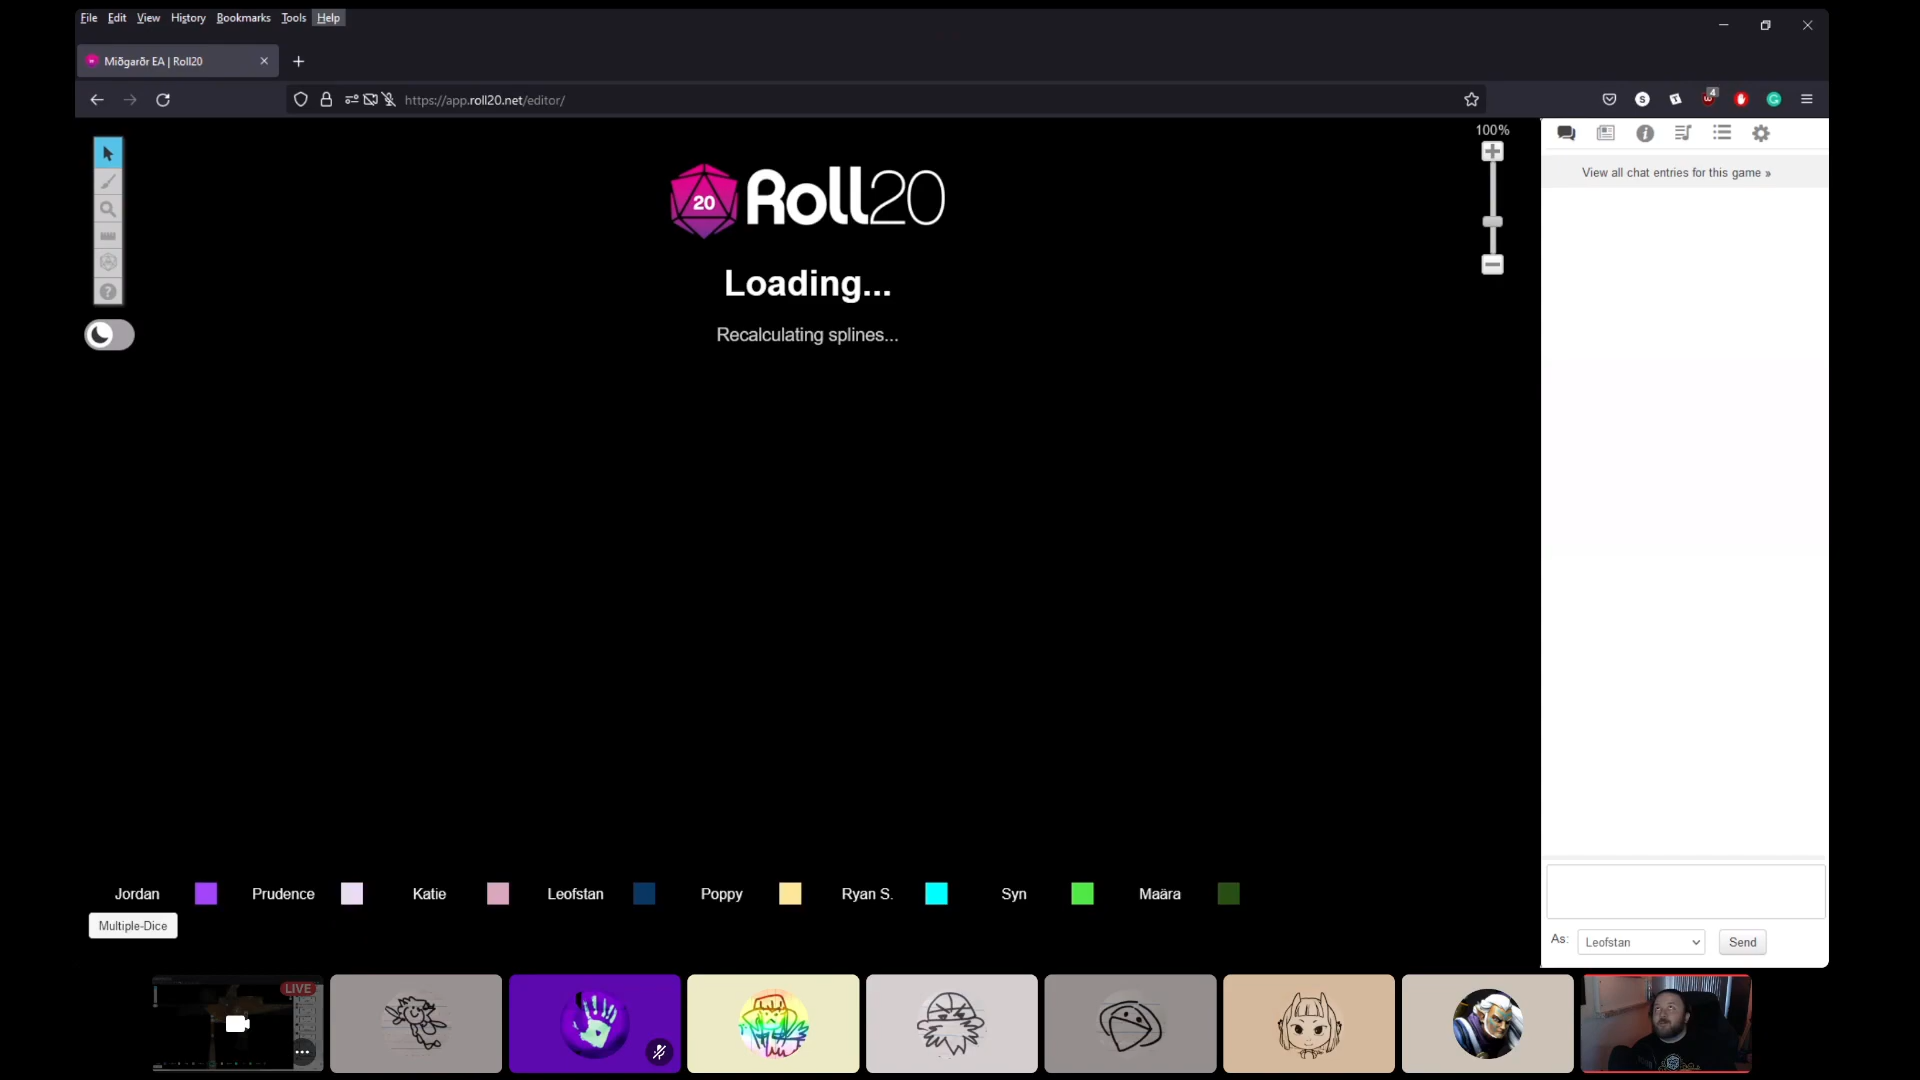 File Edit View History Bookmarks Tools Help
Miðgarðr EA | Roll20
https://app.roll20.net/editor/
4
100%
View all chat entries for this game »
20 Roll20
Loading...
Recalculating splines...
Jordan Prudence Katie Leofstan Poppy Ryan S. Syn Maära
Multiple-Dice
As: Leofstan Send
LIVE